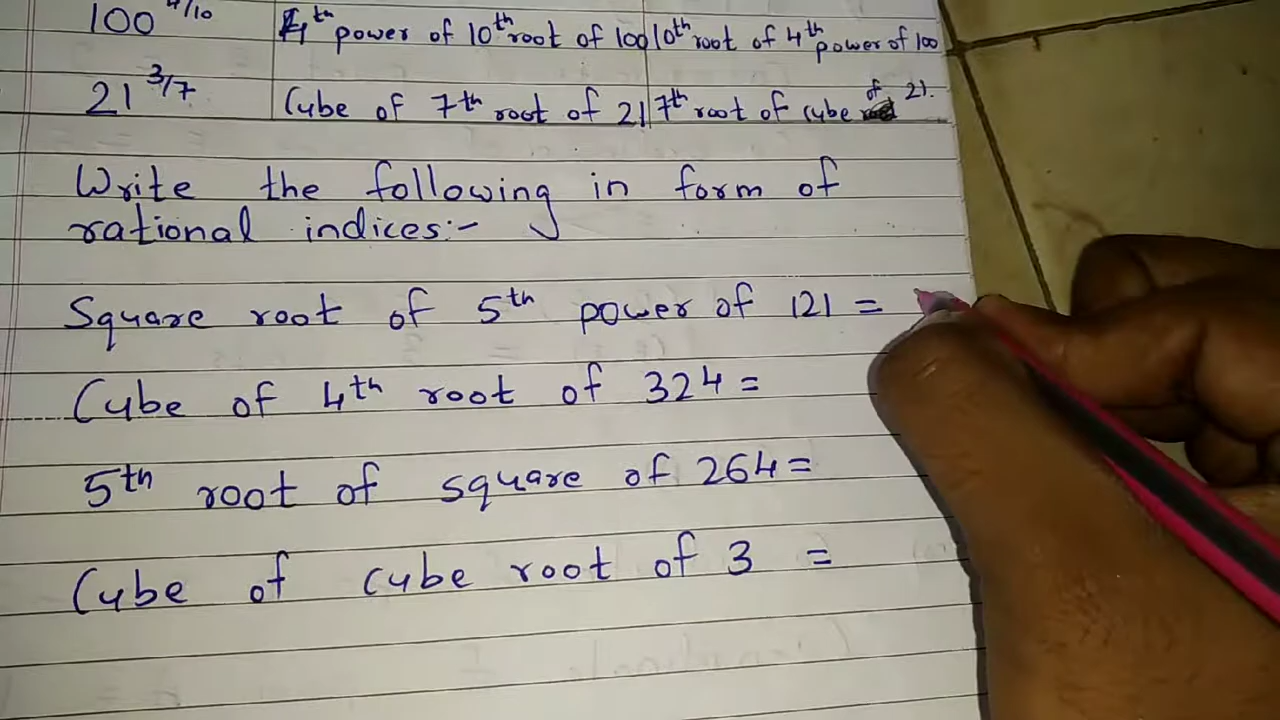 100^4/10 4th power of 10th root of 100 10th root of 4th power of 100
21^3/7 Cube of 7th root of 21 7th root of cube of 21.
Write the following in form of
rational indices:-
Square root of 5th power of 121 =
Cube of 4th root of 324=
5th root of square of 264=
Cube of cube root of 3 =